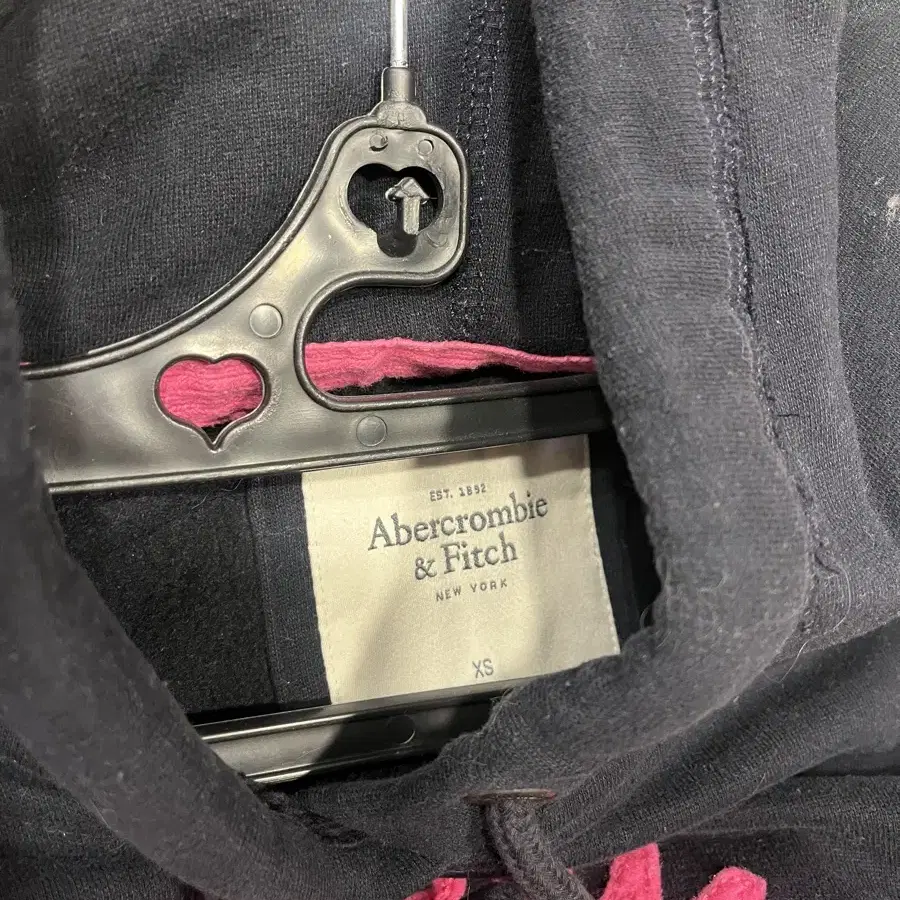 EST. 1892
Abercrombie
& Fitch
NEW YORK
XS